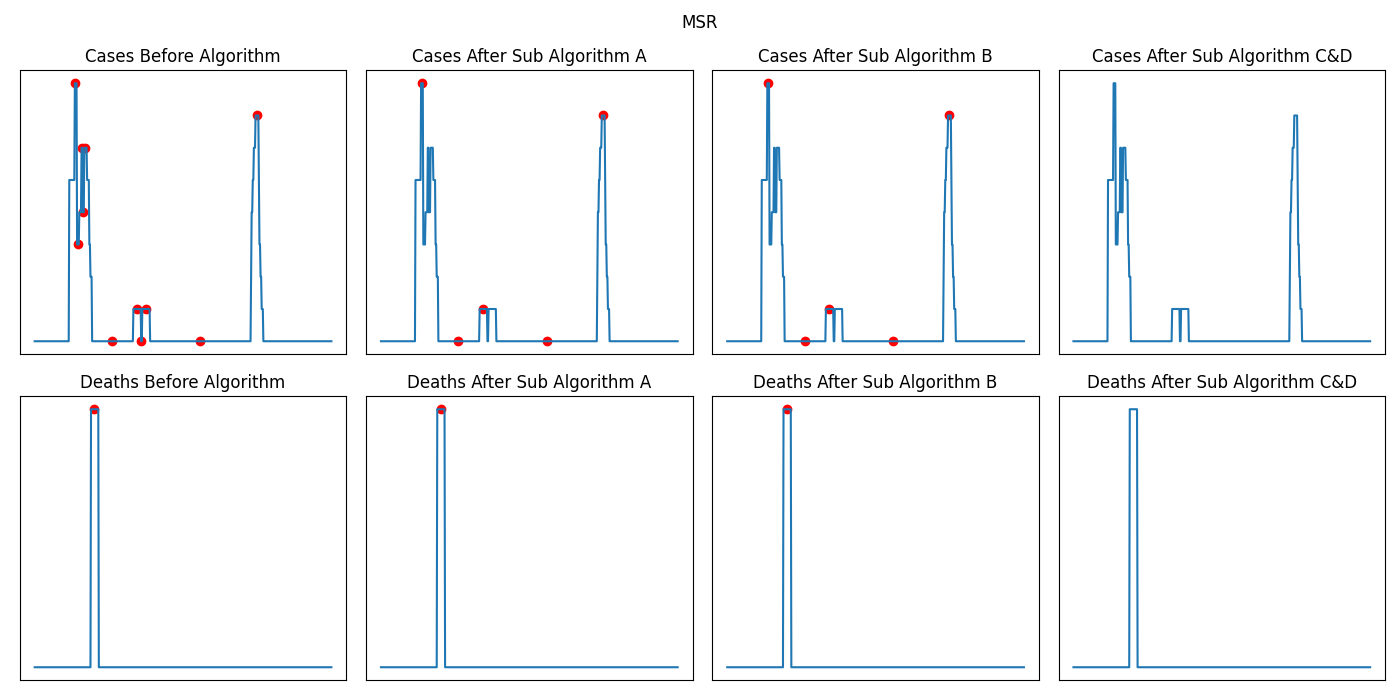 MSR
Cases Before Algorithm
Cases After Sub Algorithm A
Cases After Sub Algorithm B
Cases After Sub Algorithm C&D
Deaths Before Algorithm
Deaths After Sub Algorithm A
Deaths After Sub Algorithm B
Deaths After Sub Algorithm C&D